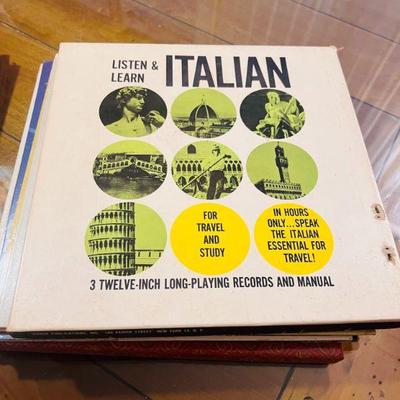 LISTEN &
LEARN
ITALIAN
FOR
TRAVEL
AND
STUDY
IN HOURS
ONLY...SPEAK
THE ITALIAN
ESSENTIAL FOR
TRAVEL!
3 TWELVE-INCH LONG-PLAYING RECORDS AND MANUAL